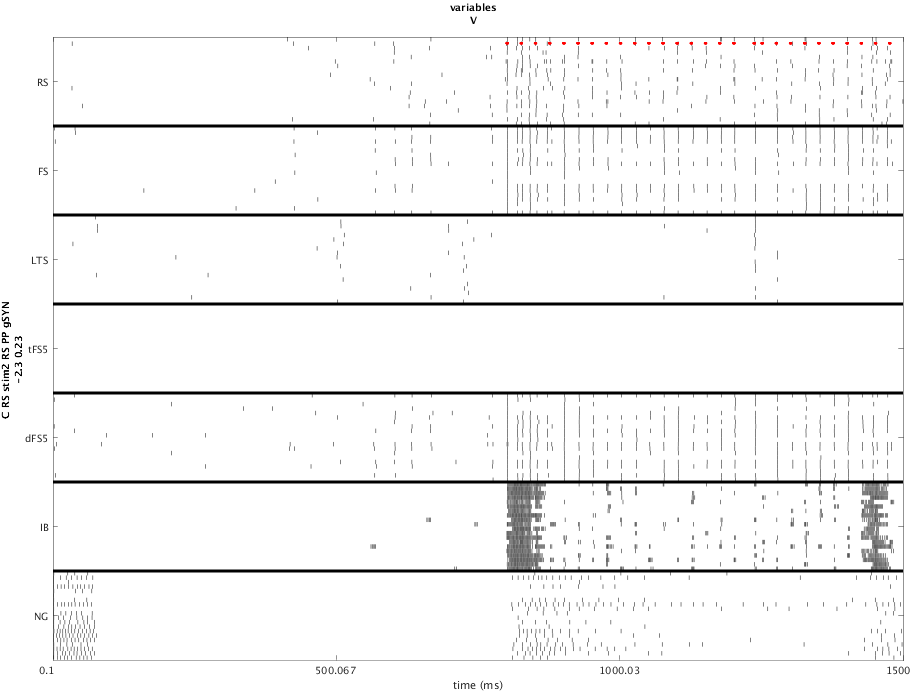 variables
V
RS
FS
LTS
tFS5
dFS5
IB
NG
C RS stim2 RS PP gSYN
-2.3 0.23
0.1
500.067
1000.03
1500
time (ms)